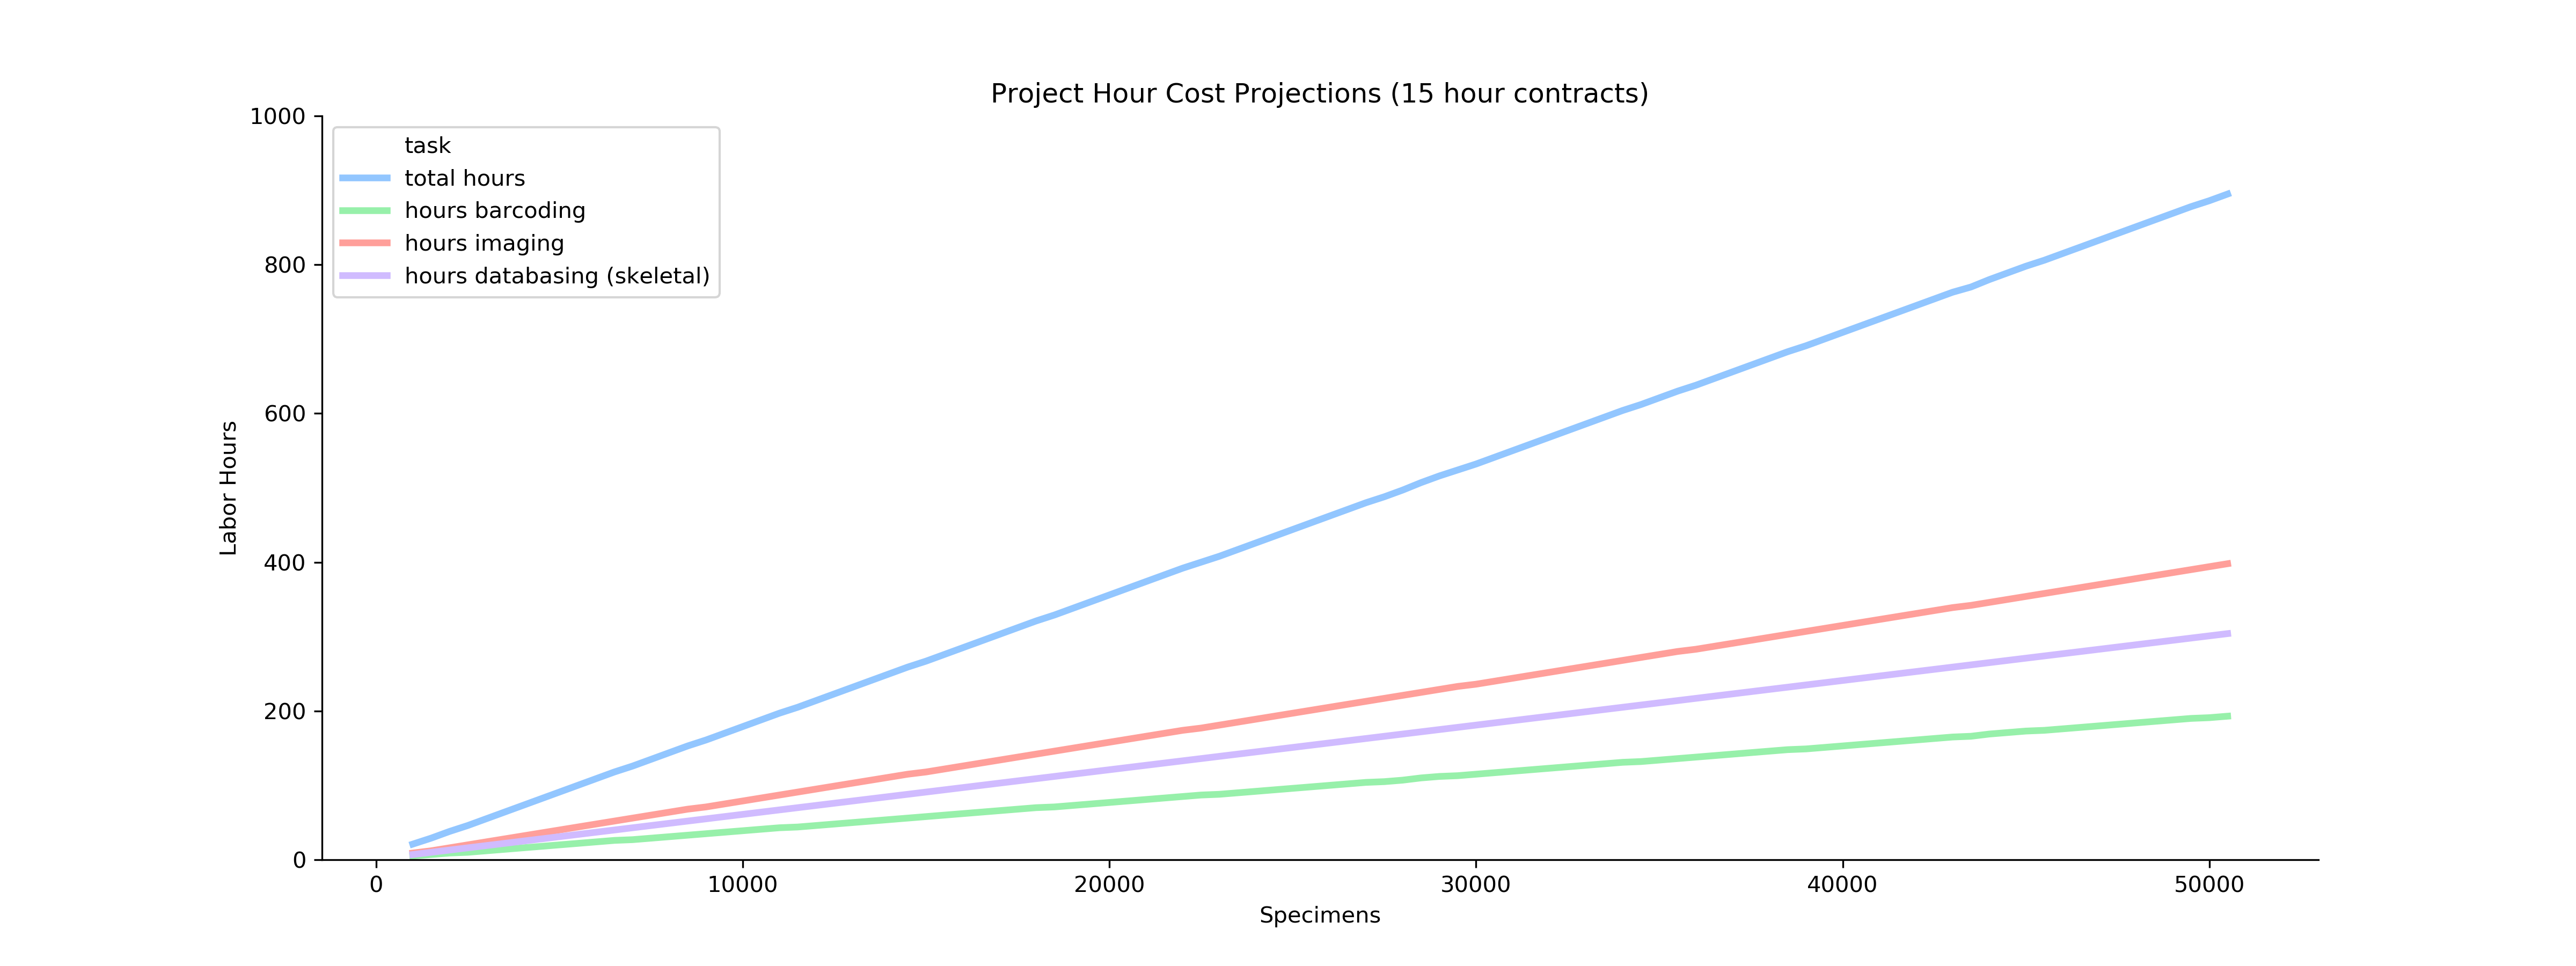 Project Hour Cost Projections (15 hour contracts)
1000
800
600
400
200
0
Labor Hours
task
total hours
hours barcoding
hours imaging
hours databasing (skeletal)
0 10000 20000 30000 40000 50000
Specimens